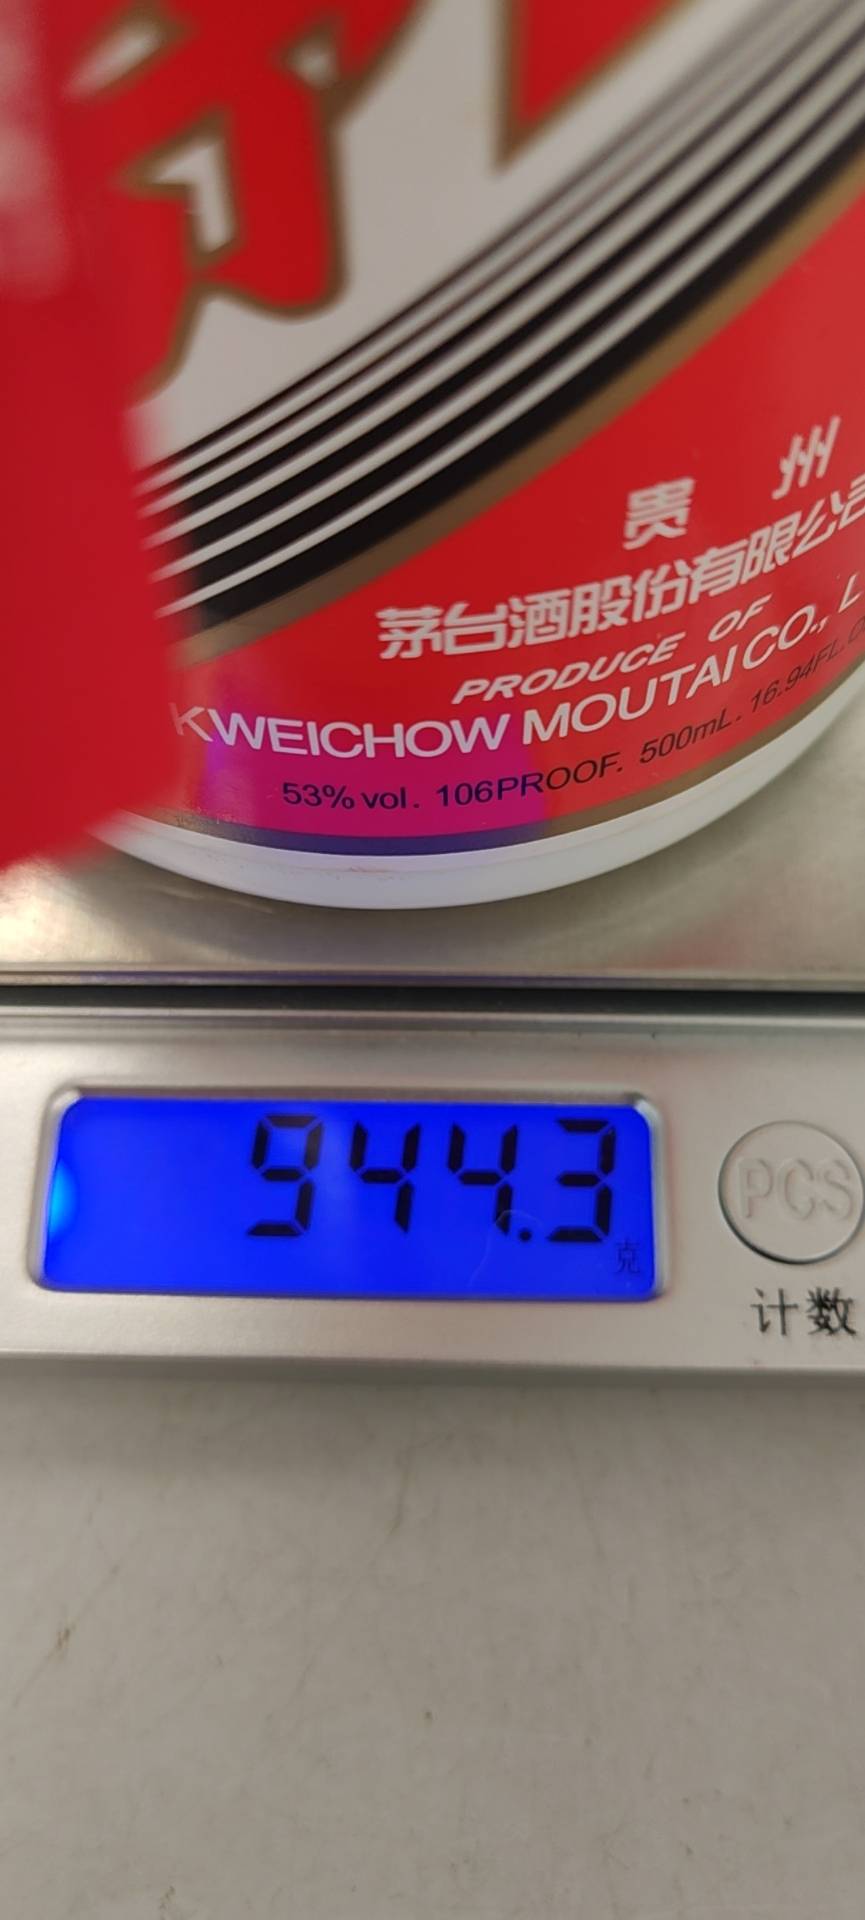 贵州
茅台酒股份有限公司
PRODUCE OF
KWEICHOW MOUTAI CO., L
53% vol. 106PROOF. 500mL. 16.94FL.O
944.3
克
PCS
计数